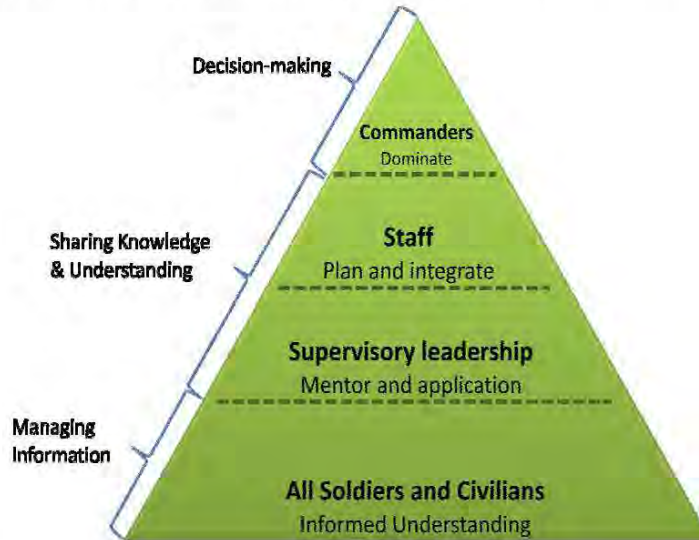 Decision-making
Commanders
Dominate
Sharing Knowledge
& Understanding
Staff
Plan and integrate
Supervisory leadership
Mentor and application
Managing
Information
All Soldiers and Civilians
Informed Understanding